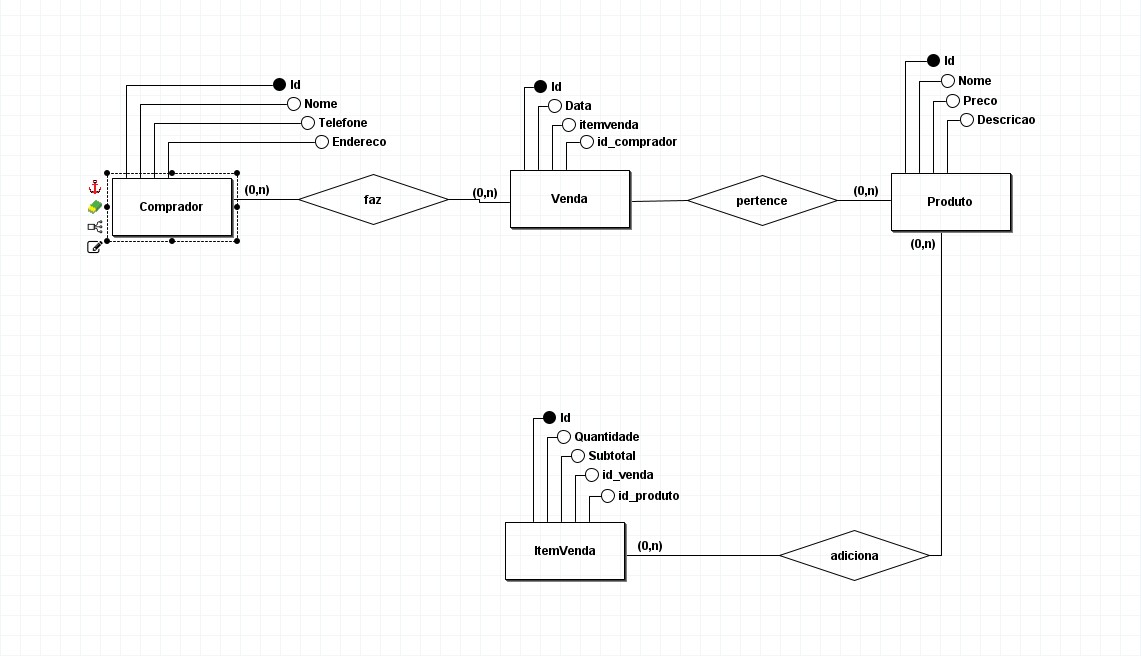 Id
Nome
Telefone
Endereco
Comprador
(0,n)
faz
(0,n)
Id
Data
itemvenda
id_comprador
Venda
pertence
(0,n)
Id
Nome
Preco
Descricao
Produto
(0,n)
Id
Quantidade
Subtotal
id_venda
id_produto
ItemVenda
(0,n)
adiciona